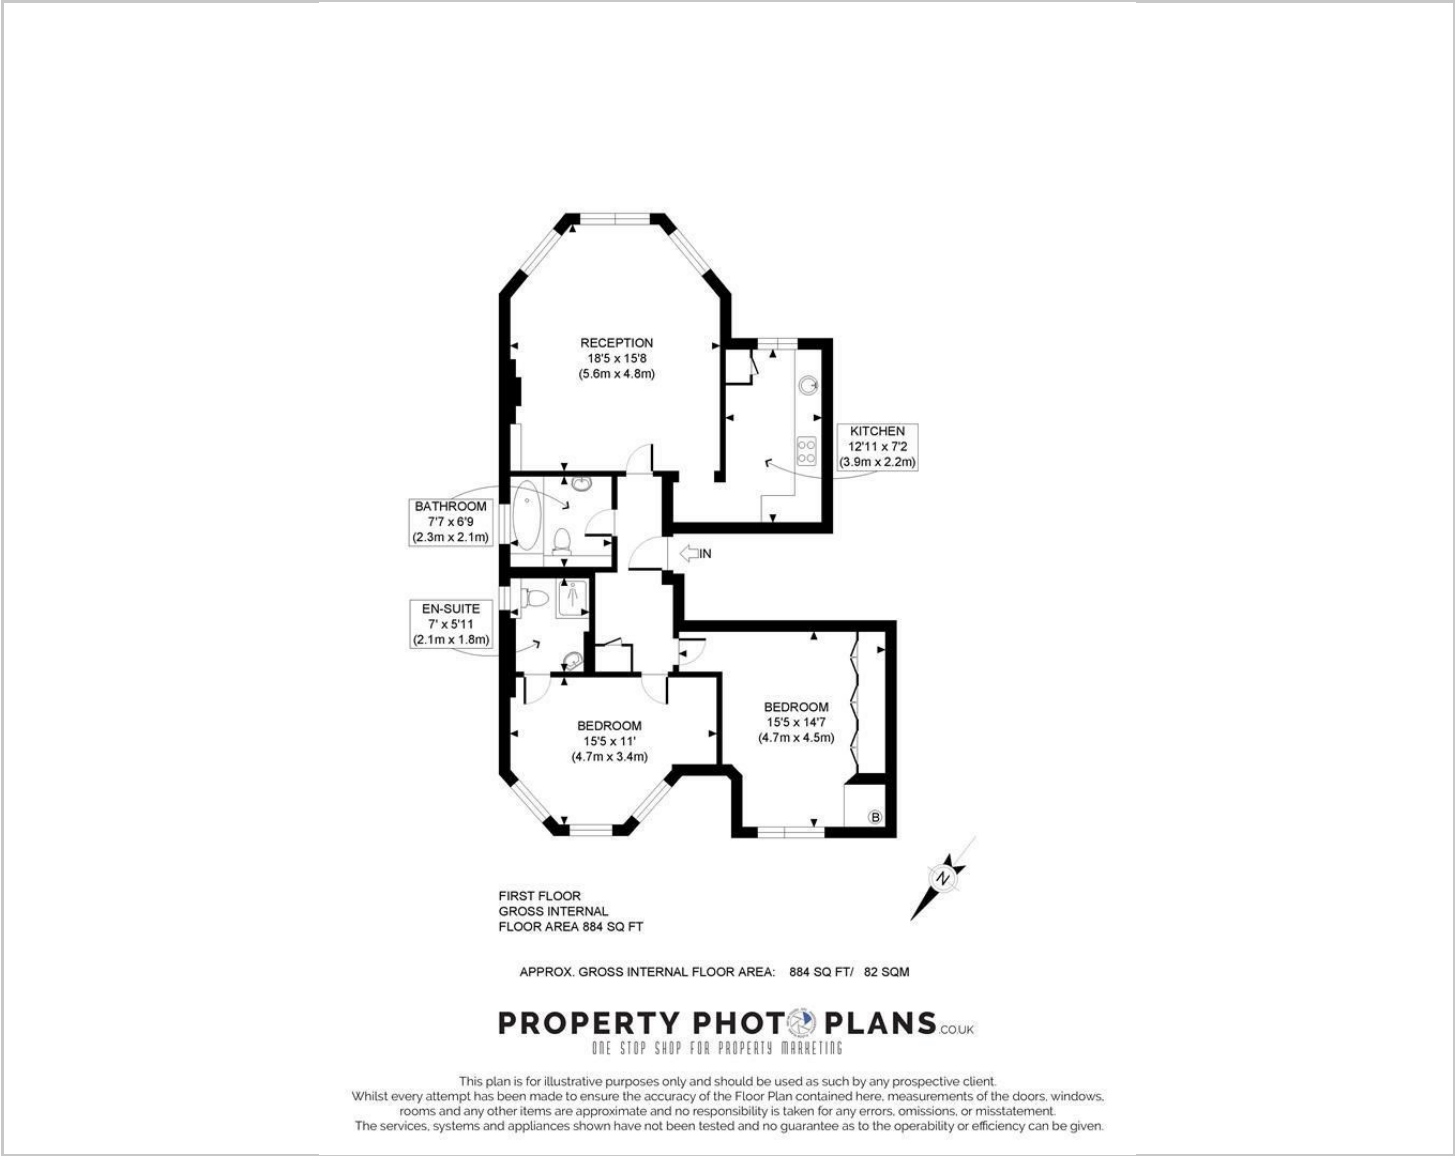 RECEPTION
18'5 x 15'8
(5.6m x 4.8m)
KITCHEN
12'11 x 7'2
(3.9m x 2.2m)
BATHROOM
7'7 x 6'9
(2.3m x 2.1m)
IN
EN-SUITE
7' x 5'11
(2.1m x 1.8m)
BEDROOM
15'5 x 14'7
(4.7m x 4.5m)
BEDROOM
15'5 x 11'
(4.7m x 3.4m)
B
N
FIRST FLOOR
GROSS INTERNAL
FLOOR AREA 884 SQ FT
APPROX. GROSS INTERNAL FLOOR AREA: 884 SQ FT/ 82 SQM
PROPERTY PHOTO PLANS.CO.UK
ONE STOP SHOP FOR PROPERTY MARKETING
This plan is for illustrative purposes only and should be used as such by any prospective client.
Whilst every attempt has been made to ensure the accuracy of the Floor Plan contained here, measurements of the doors, windows,
rooms and any other items are approximate and no responsibility is taken for any errors, omissions, or misstatement.
The services, systems and appliances shown have not been tested and no guarantee as to the operability or efficiency can be given.